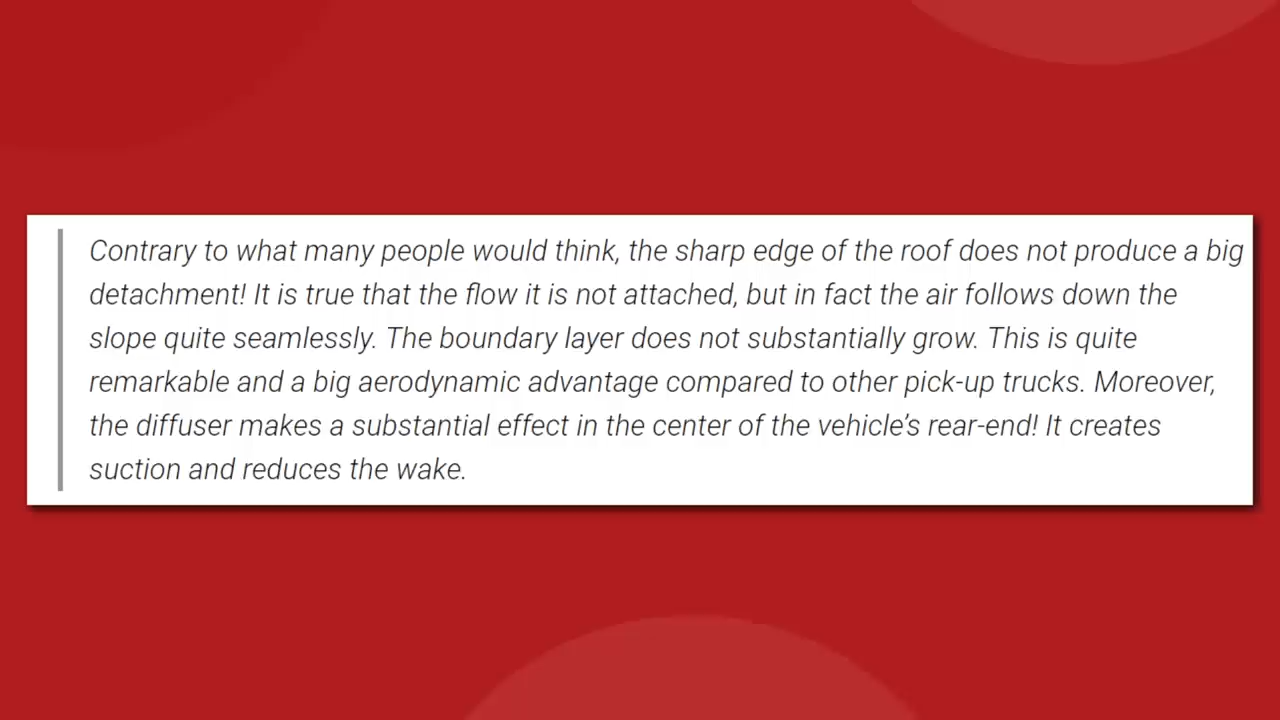 Contrary to what many people would think, the sharp edge of the roof does not produce a big
detachment! It is true that the flow it is not attached, but in fact the air follows down the
slope quite seamlessly. The boundary layer does not substantially grow. This is quite
remarkable and a big aerodynamic advantage compared to other pick-up trucks. Moreover,
the diffuser makes a substantial effect in the center of the vehicle’s rear-end! It creates
suction and reduces the wake.